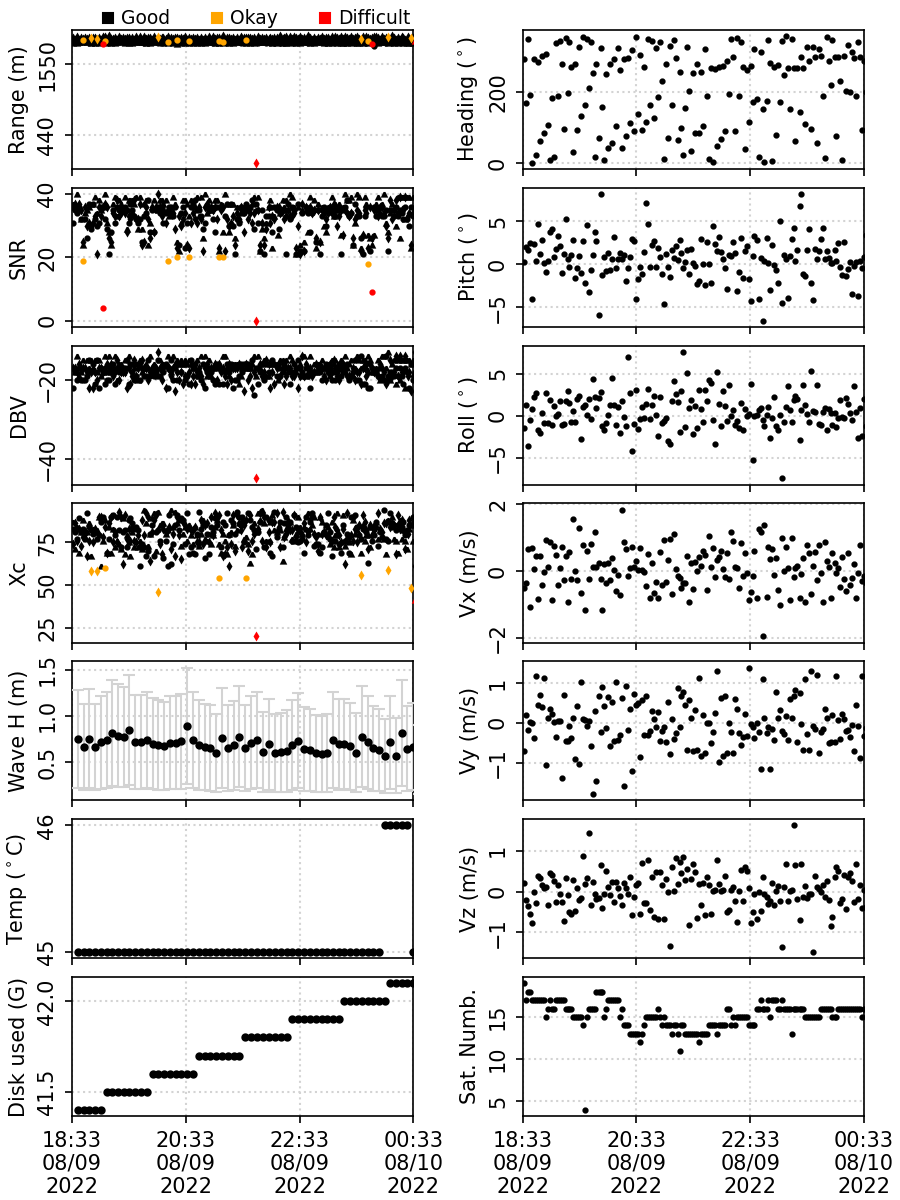 Good Okay Difficult
Range (m)
1550
440
Heading (°)
200
0
SNR
40
20
0
Pitch (°)
5
0
−5
DBV
−20
−40
Roll (°)
5
0
−5
Xc
75
50
25
Vx (m/s)
2
0
−2
Wave H (m)
1.5
1.0
0.5
Vy (m/s)
1
0
−1
Temp (°C)
46
45
Vz (m/s)
1
0
−1
Disk used (G)
42.0
41.5
Sat. Numb.
15
10
5
18:33 20:33 22:33 00:33
08/09 08/09 08/09 08/10
2022 2022 2022 2022
18:33 20:33 22:33 00:33
08/09 08/09 08/09 08/10
2022 2022 2022 2022